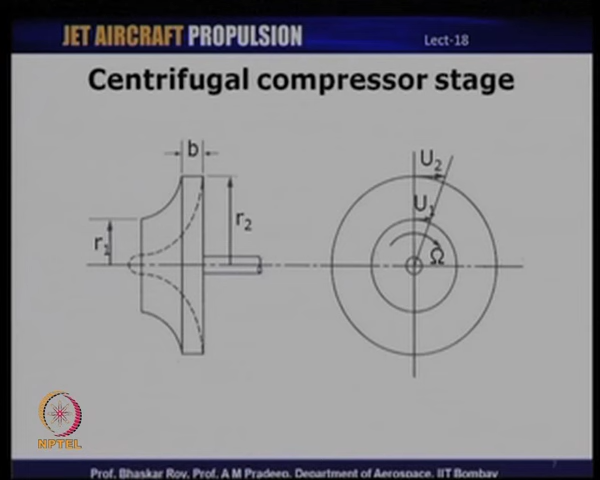 JET AIRCRAFT PROPULSION
Lect-18
Centrifugal compressor stage
b
r2
r1
U2
U1
Ω
NPTEL
7
Prof. Bhaskar Roy, Prof. A M Pradeep, Department of Aerospace, IIT Bombay